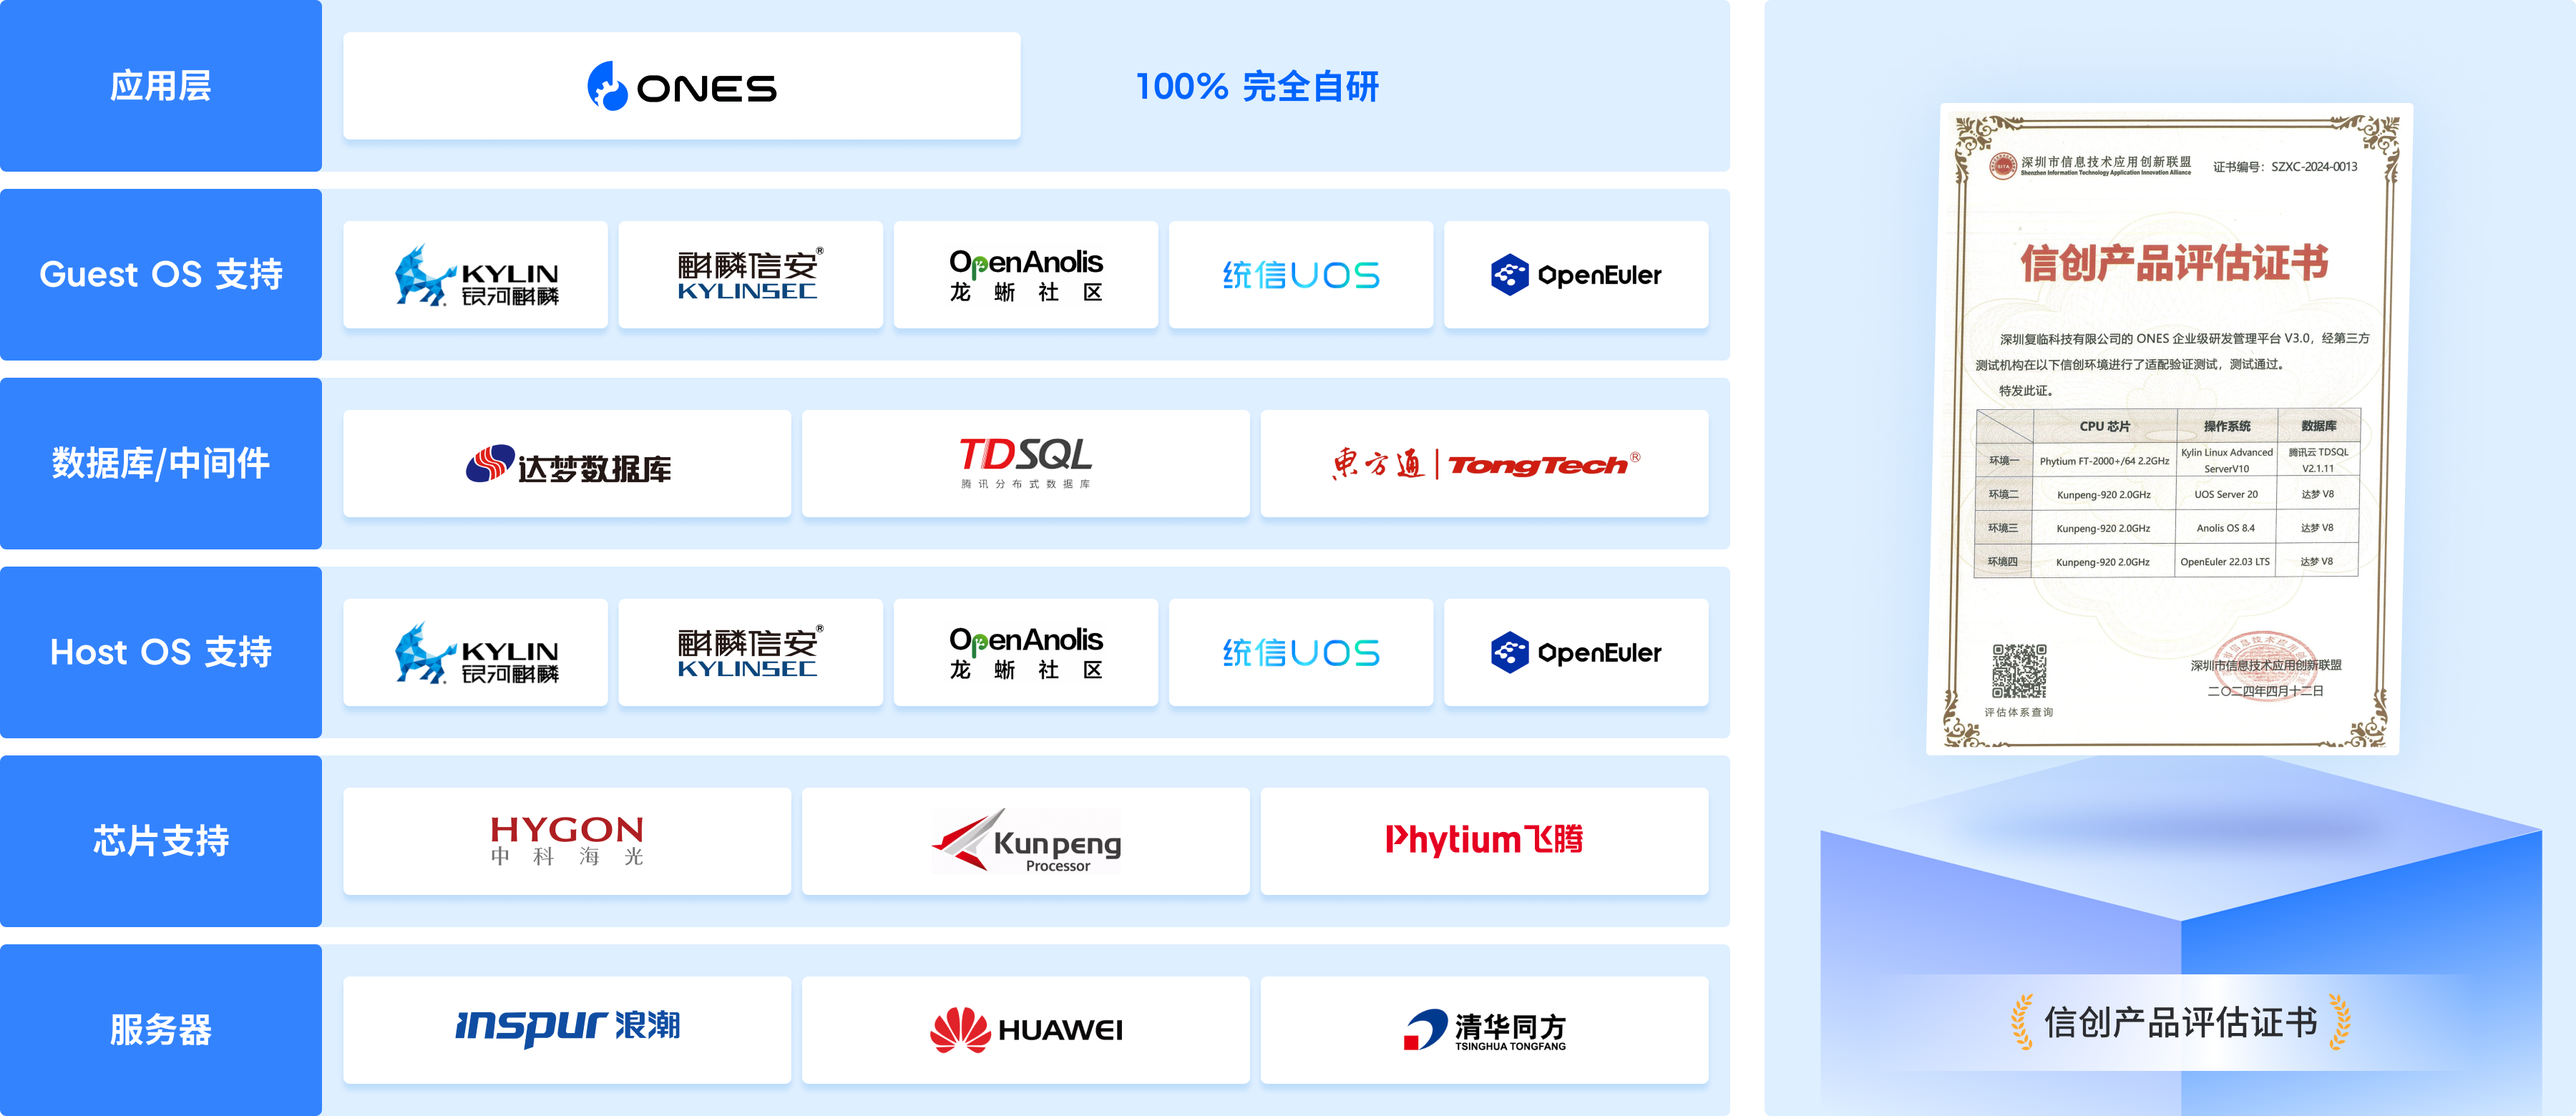 应用层
ONES
100% 完全自研
Guest OS 支持
KYLIN
银河麒麟
麒麟信安®
KYLINSEC
OpenAnolis
龙蜥社区
统信UOS
OpenEuler
数据库/中间件
达梦数据库
TDSQL
腾讯分布式数据库
東方通 | TongTech®
Host OS 支持
KYLIN
银河麒麟
麒麟信安®
KYLINSEC
OpenAnolis
龙蜥社区
统信UOS
OpenEuler
芯片支持
HYGON
中科海光
Kunpeng
Processor
Phytium飞腾
服务器
inspur 浪潮
HUAWEI
清华同方
TSINGHUA TONGFANG
深圳市信息技术应用创新联盟
Shenzhen Information Technology Application Innovation Alliance
证书编号：SZXC-2024-0013
信创产品评估证书
深圳复临科技有限公司的 ONES 企业级研发管理平台 V3.0，经第三方
测试机构在以下信创环境进行了适配验证测试，测试通过。
特发此证。
CPU 芯片 操作系统 数据库
环境一 Phytium FT-2000+/64 2.2GHz Kylin Linux Advanced ServerV10 腾讯云 TDSQL V2.1.11
环境二 Kunpeng-920 2.0GHz UOS Server 20 达梦 V8
环境三 Kunpeng-920 2.0GHz Anolis OS 8.4 达梦 V8
环境四 Kunpeng-920 2.0GHz OpenEuler 22.03 LTS 达梦 V8
评估体系查询
深圳市信息技术应用创新联盟
二〇二四年四月十二日
信创产品评估证书